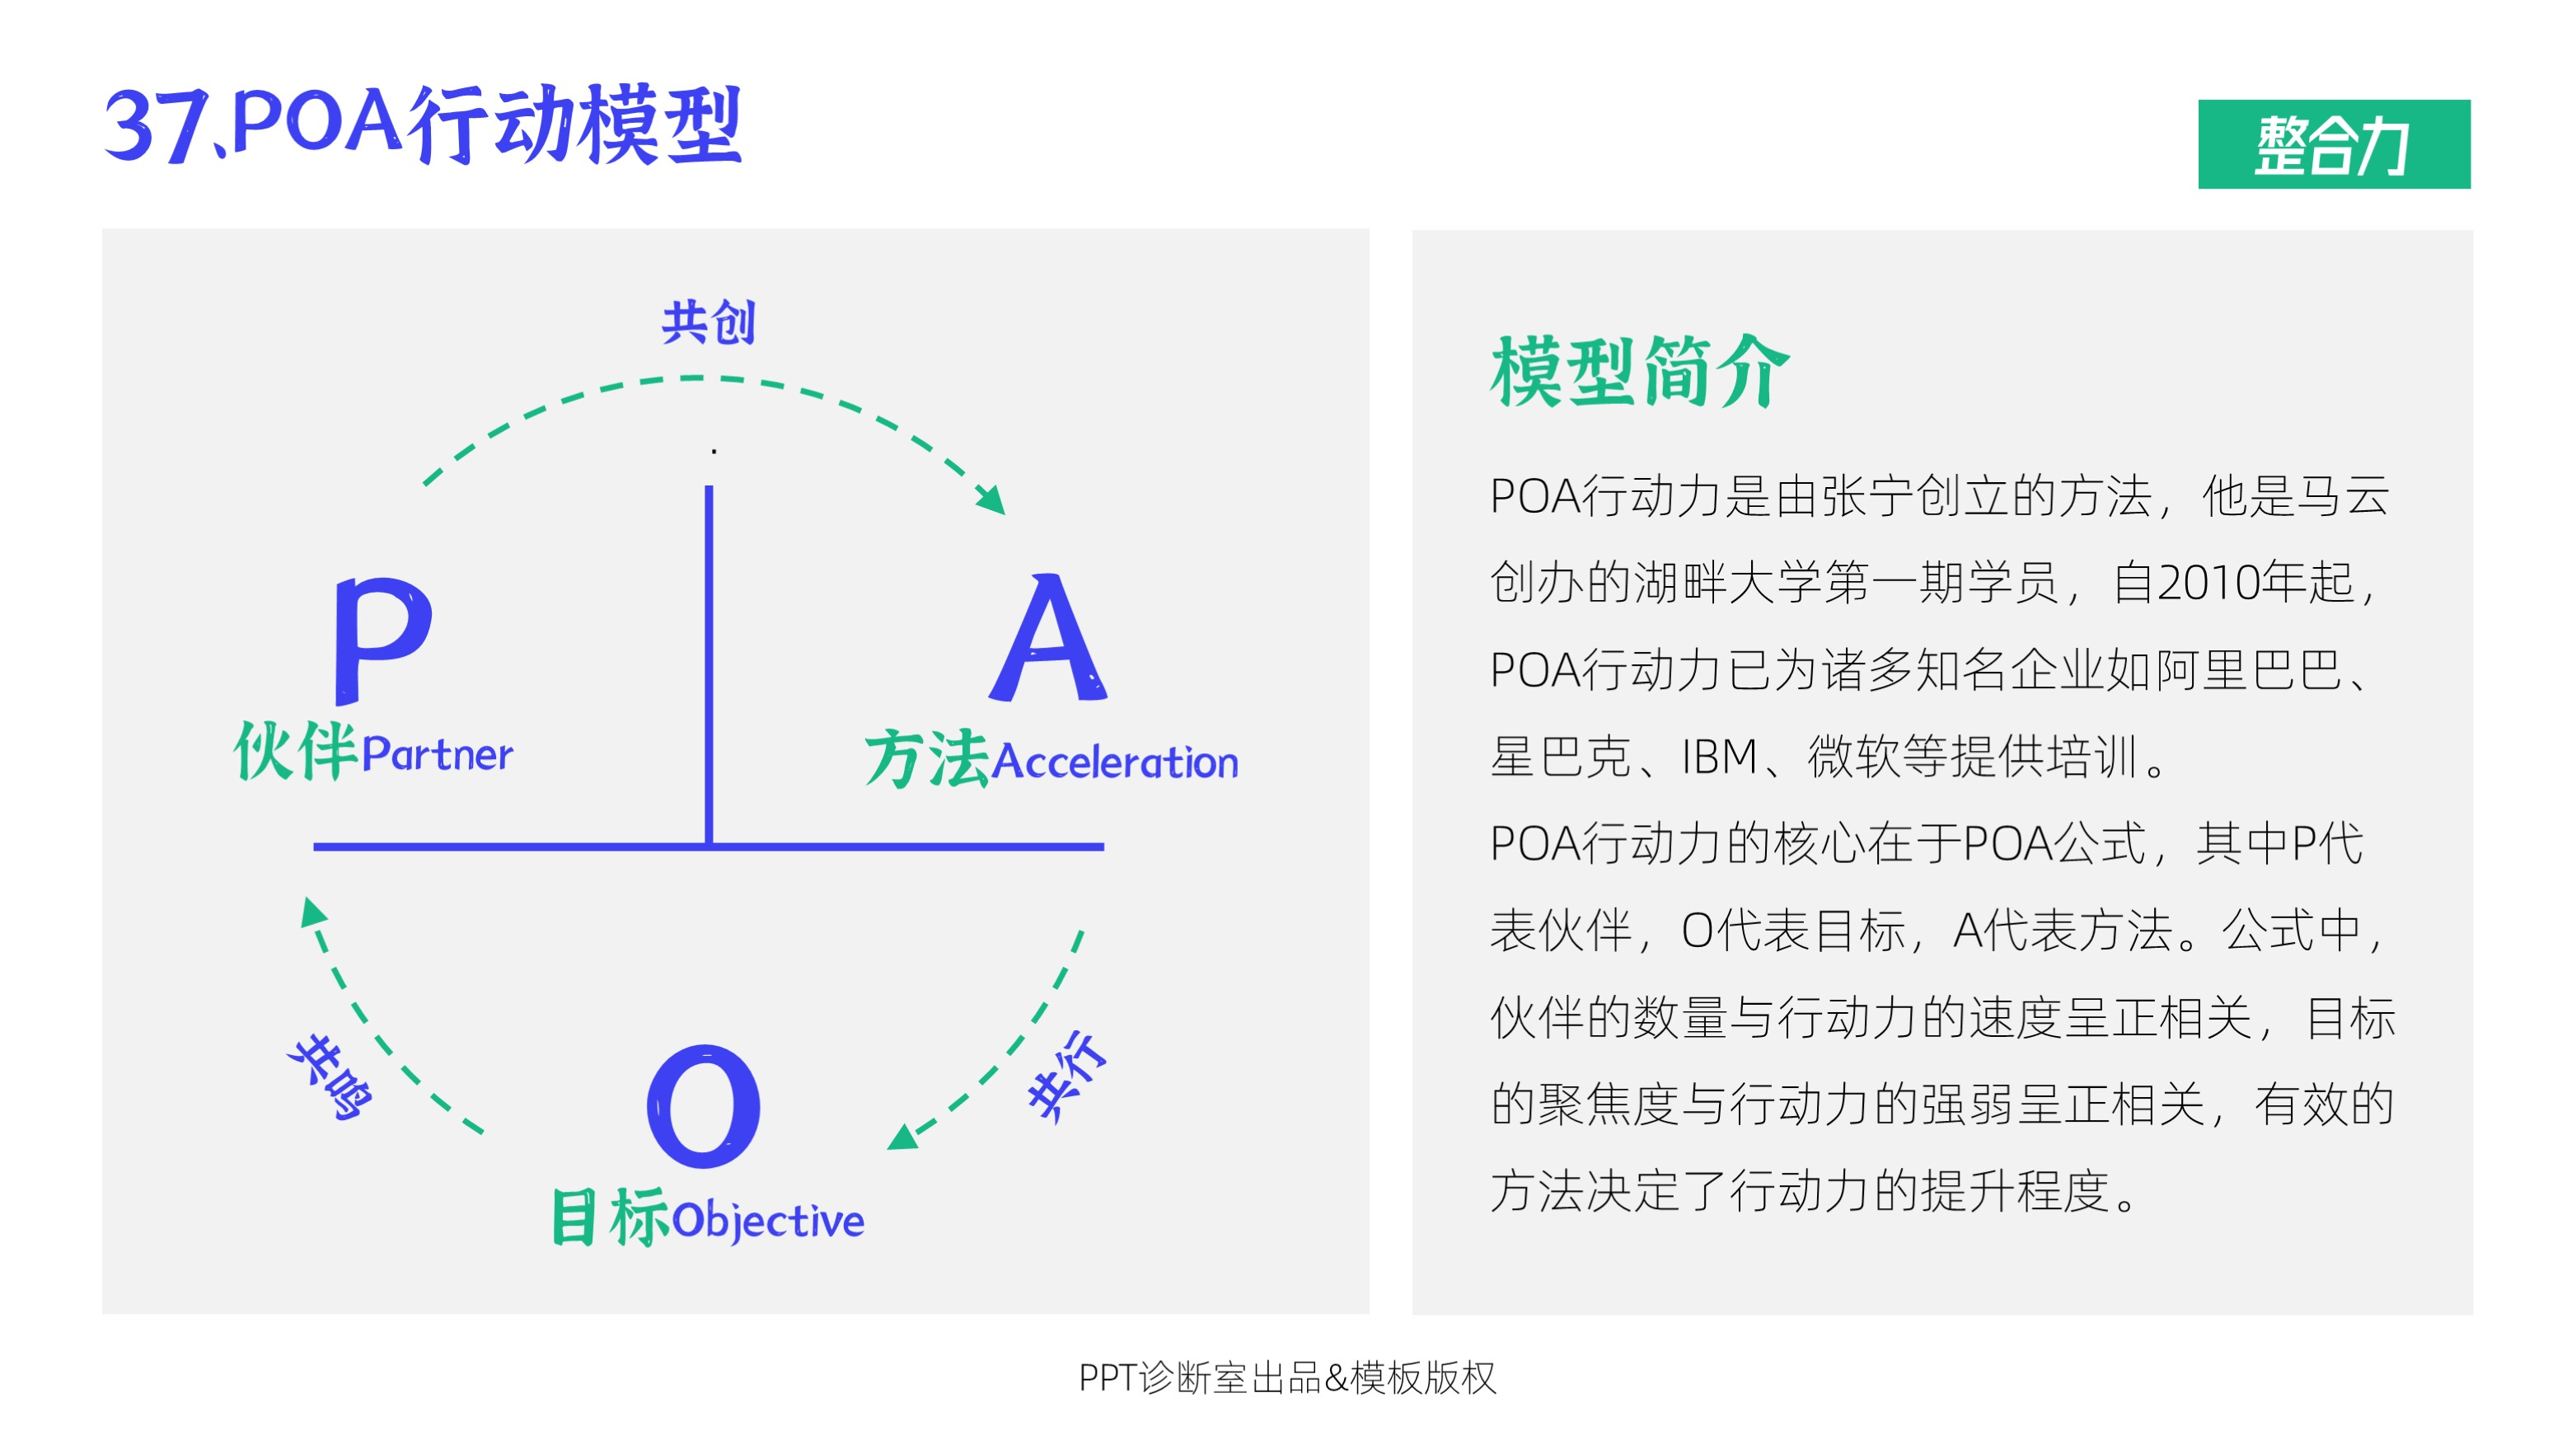 37、POA行动模型
整合力
共创
P
伙伴Partner
A
方法Acceleration
共鸣
共行
O
目标Objective
模型简介
POA行动力是由张宁创立的方法，他是马云
创办的湖畔大学第一期学员，自2010年起，
POA行动力已为诸多知名企业如阿里巴巴、
星巴克、IBM、微软等提供培训。
POA行动力的核心在于POA公式，其中P代
表伙伴，O代表目标，A代表方法。公式中，
伙伴的数量与行动力的速度呈正相关，目标
的聚焦度与行动力的强弱呈正相关，有效的
方法决定了行动力的提升程度。
PPT诊断室出品&模板版权